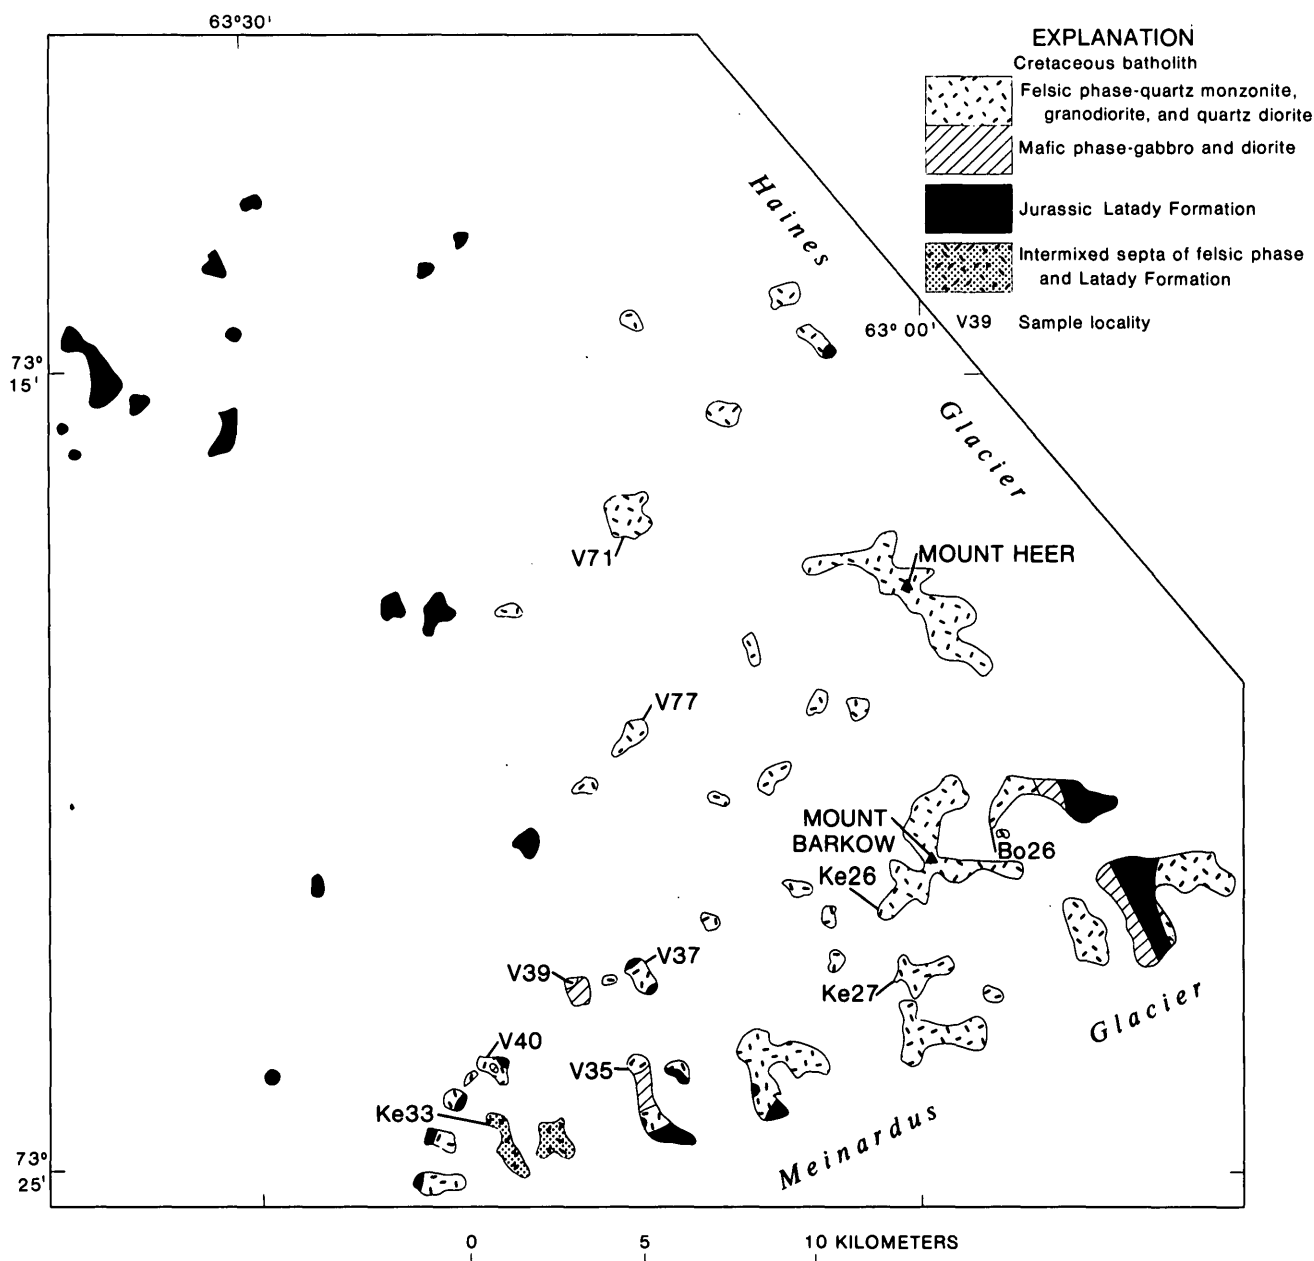 63°30'
EXPLANATION
Cretaceous batholith
Felsic phase-quartz monzonite,
granodiorite, and quartz diorite
Mafic phase-gabbro and diorite
Jurassic Latady Formation
Intermixed septa of felsic phase
and Latady Formation
V39 Sample locality
Haines
Glacier
63°00'
73°
15'
V71
MOUNT HEER
V77
MOUNT
BARKOW
Bo26
Ke26
V37
V39
Ke27
Glacier
V40
V35
Ke33
Meinardus
73°
25'
0 5 10 KILOMETERS